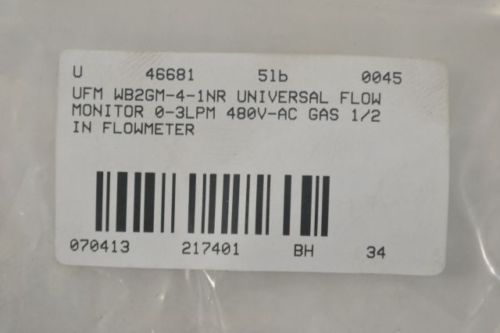 U 46681 5lb 0045
UFM WB2GM-4-1NR UNIVERSAL FLOW
MONITOR 0-3LPM 480V-AC GAS 1/2
IN FLOWMETER
070413 217401 BH 34